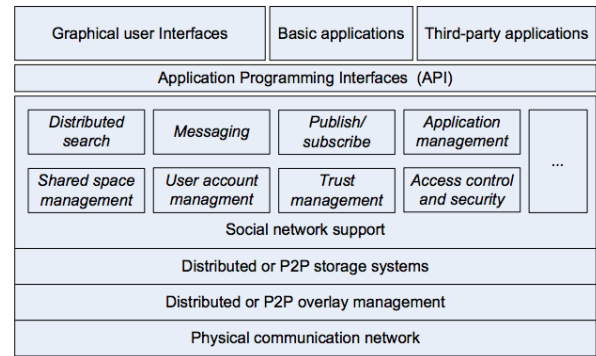 Graphical user Interfaces
Basic applications
Third-party applications
Application Programming Interfaces (API)
Distributed
search
Messaging
Publish/
subscribe
Application
management
...
Shared space
management
User account
managment
Trust
management
Access control
and security
Social network support
Distributed or P2P storage systems
Distributed or P2P overlay management
Physical communication network